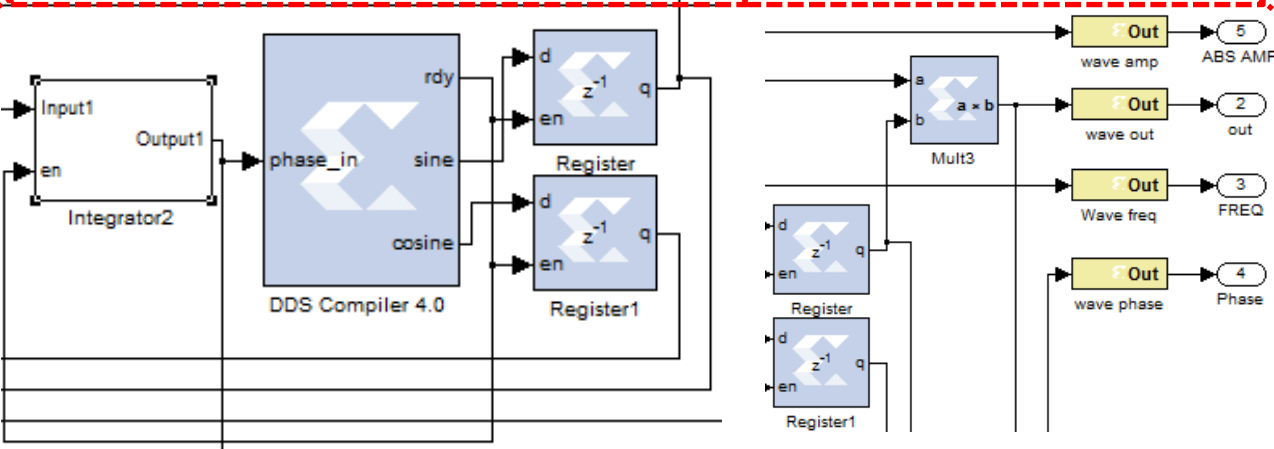 Input1
Output1
en
Integrator2
rdy
phase_in
sine
cosine
DDS Compiler 4.0
d
z-1
q
en
Register
d
z-1
q
en
Register1
Out
wave amp
5
ABS AMP
a
b
a × b
Mult3
Out
wave out
2
out
Out
Wave freq
3
FREQ
d
z-1
q
en
Register
Out
wave phase
4
Phase
d
z-1
q
en
Register1